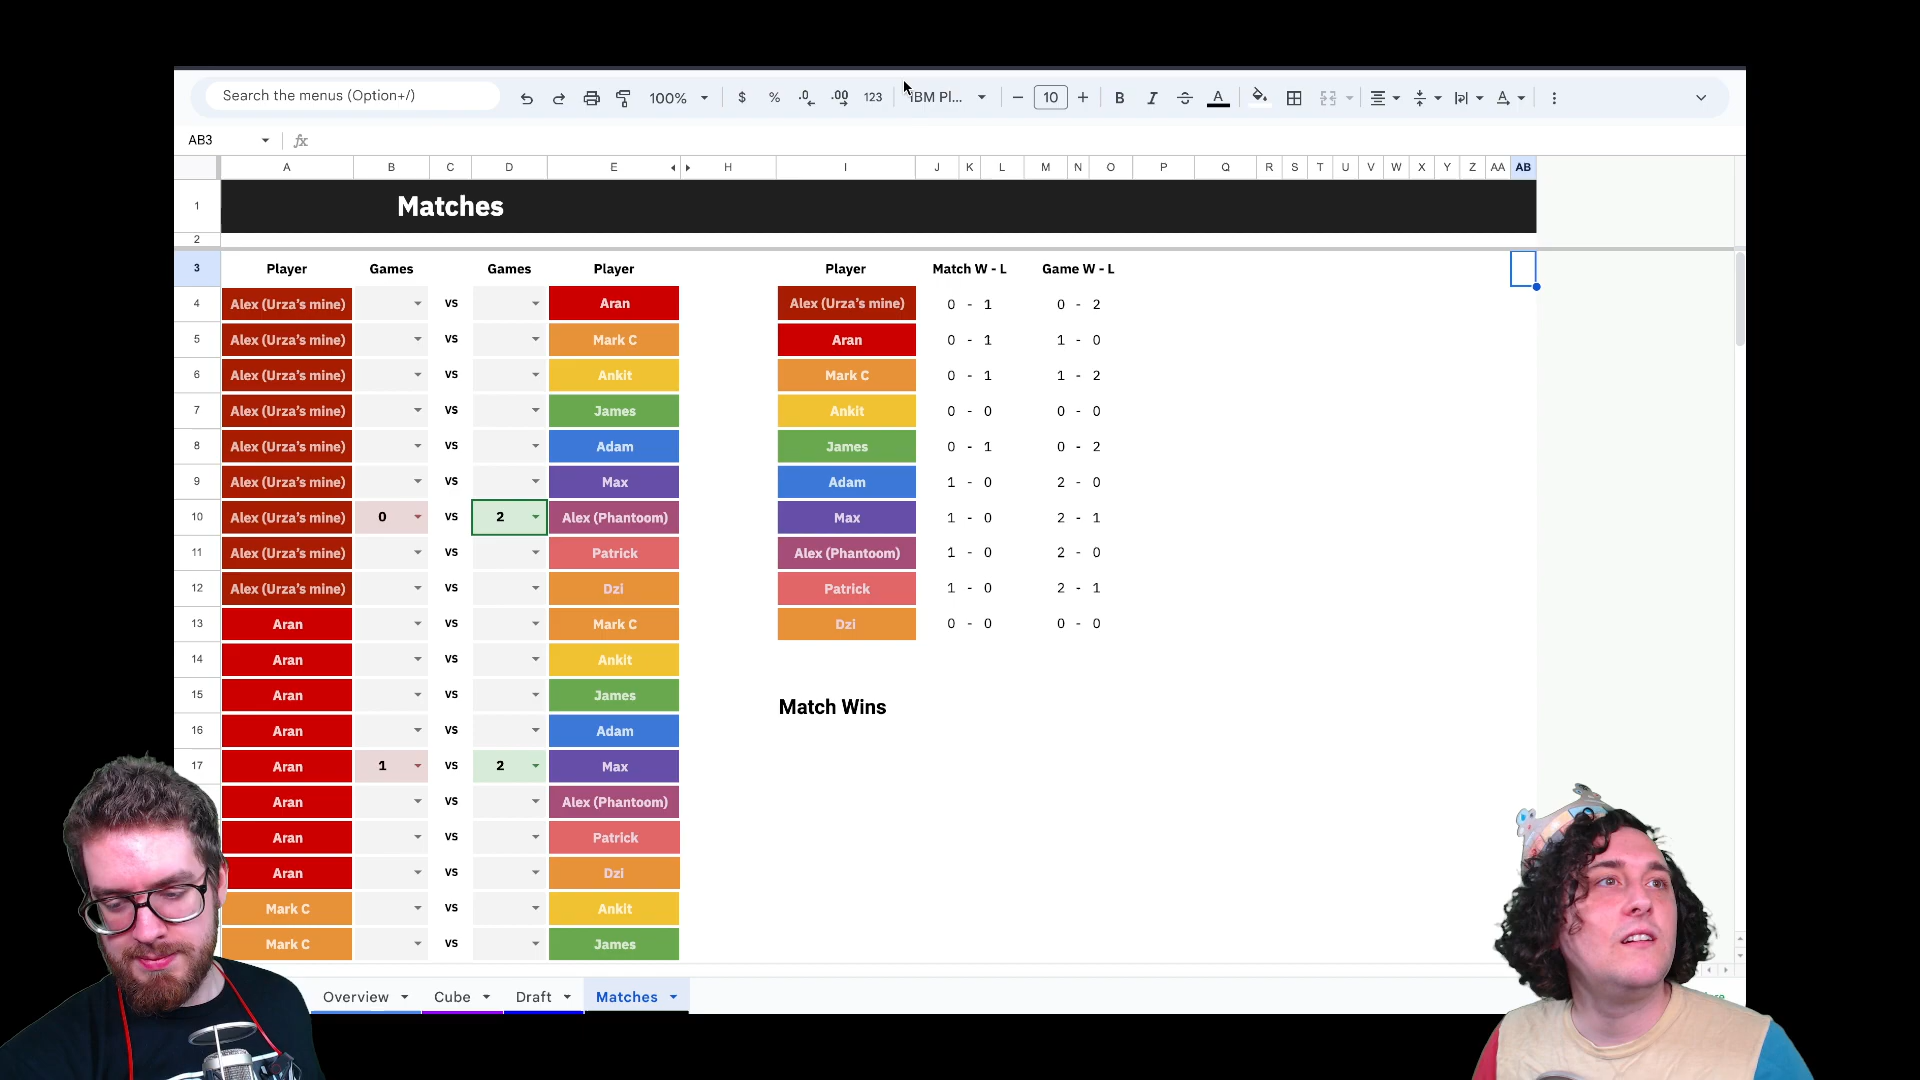 Search the menus (Option+/)
100%
$ % .0 .00 123
IBM Pl...
10
B I A
AB3
fx
A B C D E H I J K L M N O P Q R S T U V W X Y Z AA AB
1 Matches
2
3 Player Games Games Player Player Match W - L Game W - L
4 Alex (Urza's mine) VS Aran Alex (Urza's mine) 0 - 1 0 - 2
5 Alex (Urza's mine) VS Mark C Aran 0 - 1 1 - 0
6 Alex (Urza's mine) VS Ankit Mark C 0 - 1 1 - 2
7 Alex (Urza's mine) VS James Ankit 0 - 0 0 - 0
8 Alex (Urza's mine) VS Adam James 0 - 1 0 - 2
9 Alex (Urza's mine) VS Max Adam 1 - 0 2 - 0
10 Alex (Urza's mine) 0 VS 2 Alex (Phantoom) Max 1 - 0 2 - 1
11 Alex (Urza's mine) VS Patrick Alex (Phantoom) 1 - 0 2 - 0
12 Alex (Urza's mine) VS Dzi Patrick 1 - 0 2 - 1
13 Aran VS Mark C Dzi 0 - 0 0 - 0
14 Aran VS Ankit
15 Aran VS James Match Wins
16 Aran VS Adam
17 Aran 1 VS 2 Max
Aran VS Alex (Phantoom)
Aran VS Patrick
Aran VS Dzi
Mark C VS Ankit
Mark C VS James
Overview Cube Draft Matches